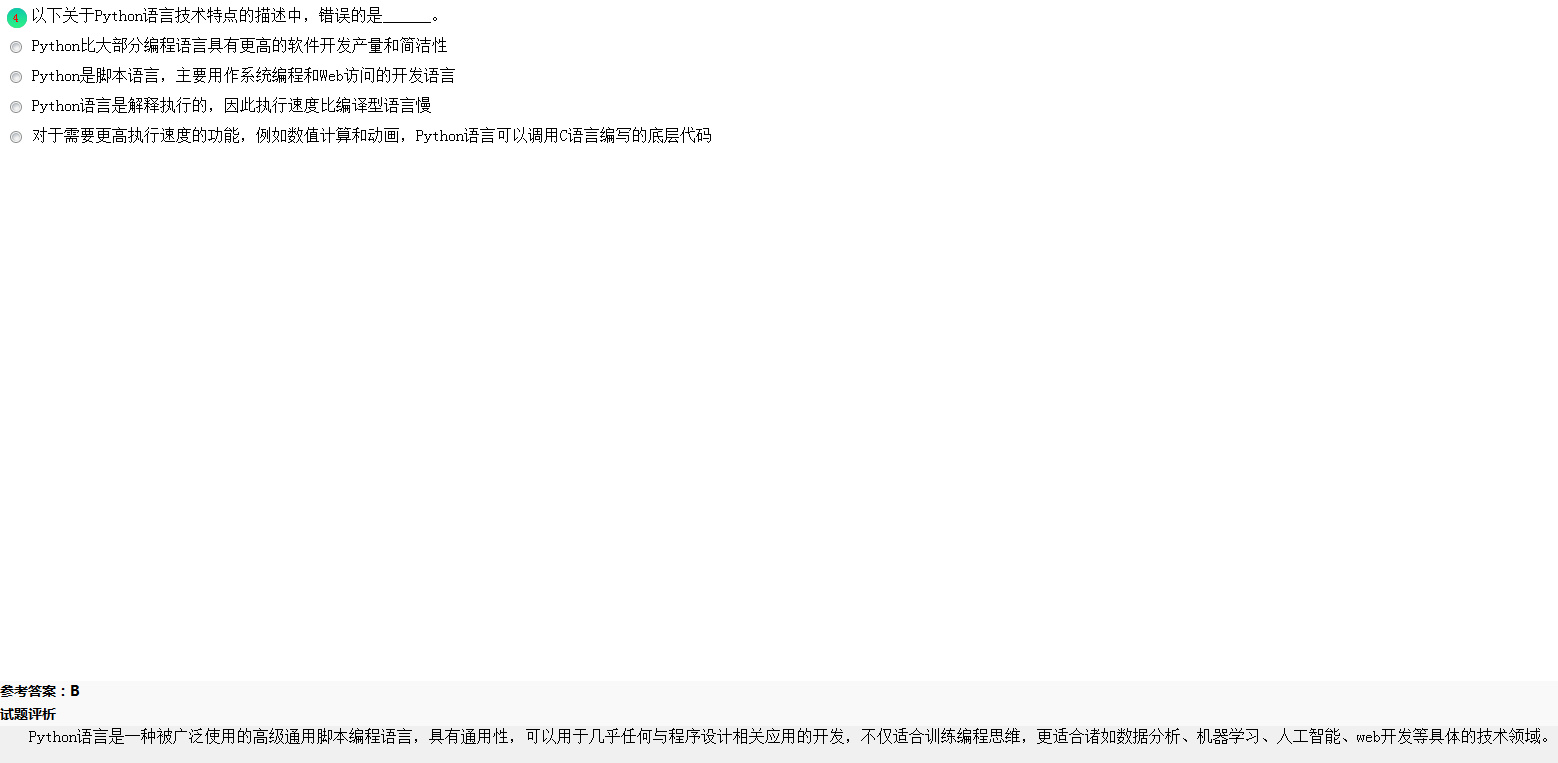 4 以下关于Python语言技术特点的描述中，错误的是______。
Python比大部分编程语言具有更高的软件开发产量和简洁性
Python是脚本语言，主要用作系统编程和Web访问的开发语言
Python语言是解释执行的，因此执行速度比编译型语言慢
对于需要更高执行速度的功能，例如数值计算和动画，Python语言可以调用C语言编写的底层代码
参考答案：B
试题评析
Python语言是一种被广泛使用的高级通用脚本编程语言，具有通用性，可以用于几乎任何与程序设计相关应用的开发，不仅适合训练编程思维，更适合诸如数据分析、机器学习、人工智能、web开发等具体的技术领域。